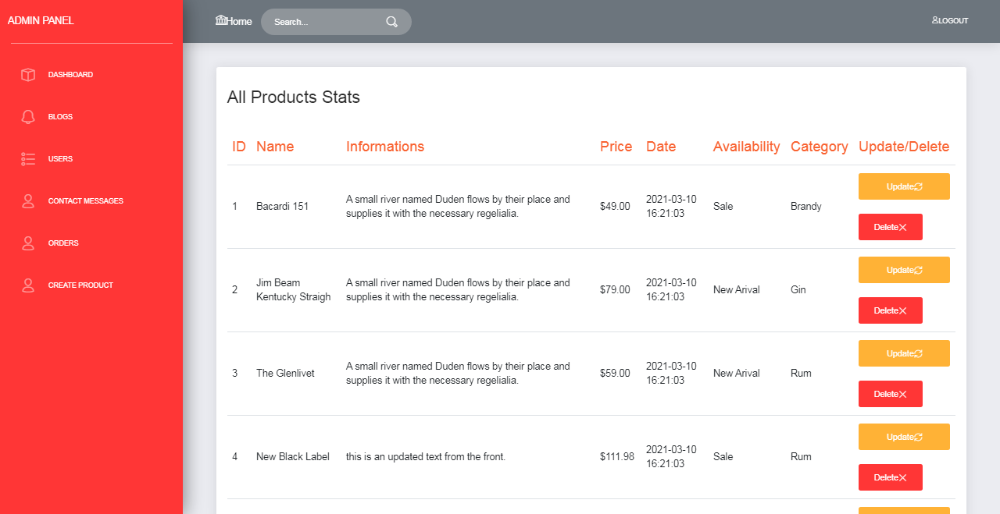 ADMIN PANEL
Home
Search...
LOGOUT
DASHBOARD
BLOGS
USERS
CONTACT MESSAGES
ORDERS
CREATE PRODUCT
All Products Stats
ID Name Informations Price Date Availability Category Update/Delete
1 Bacardi 151 A small river named Duden flows by their place and supplies it with the necessary regelialia. $49.00 2021-03-10 16:21:03 Sale Brandy Update Delete
2 Jim Beam Kentucky Straigh A small river named Duden flows by their place and supplies it with the necessary regelialia. $79.00 2021-03-10 16:21:03 New Arival Gin Update Delete
3 The Glenlivet A small river named Duden flows by their place and supplies it with the necessary regelialia. $59.00 2021-03-10 16:21:03 New Arival Rum Update Delete
4 New Black Label this is an updated text from the front. $111.98 2021-03-10 16:21:03 Sale Rum Update Delete